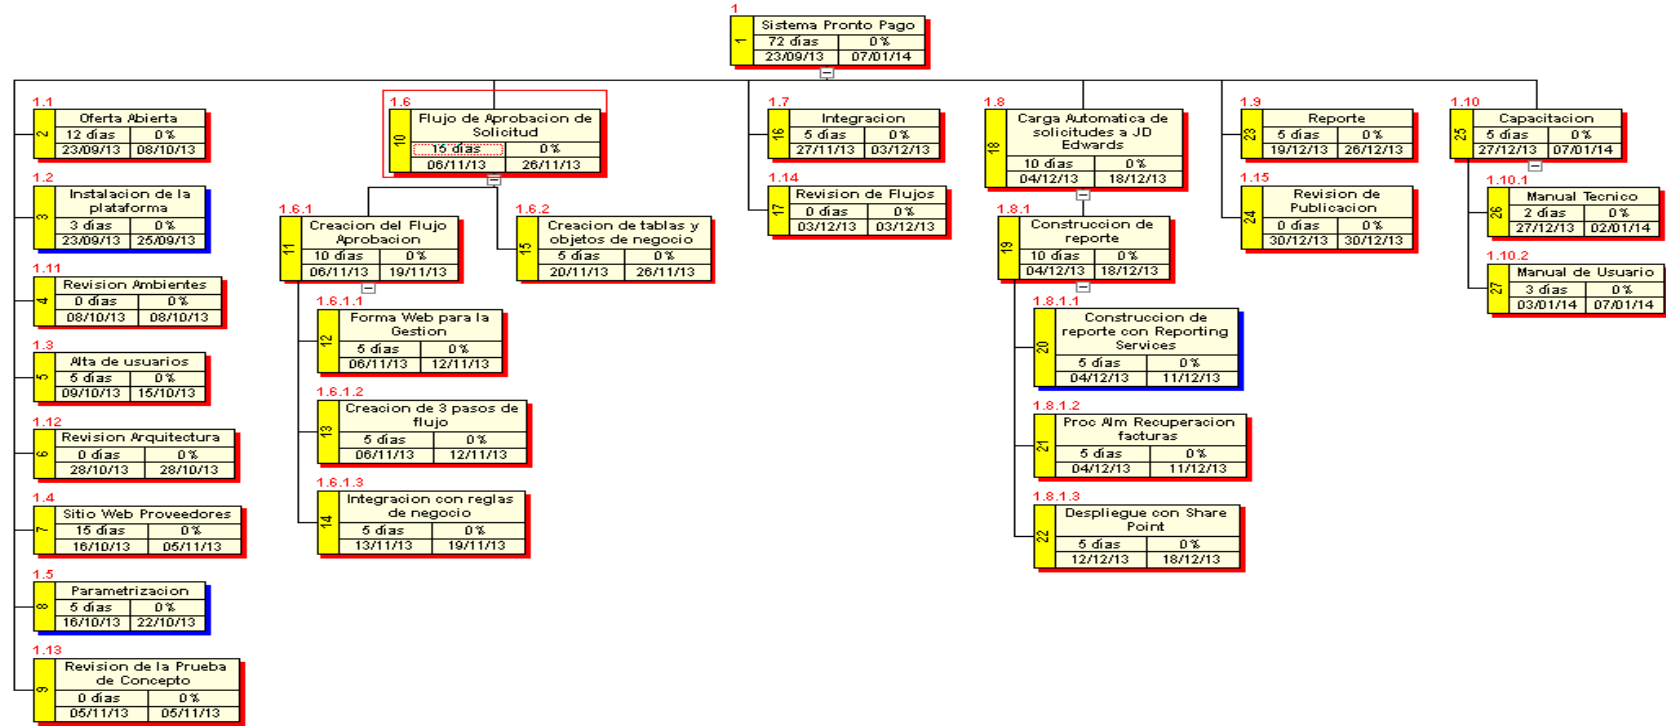 1
Sistema Pronto Pago
1
72 días 0%
23/09/13 07/01/14
1.1
Oferta Abierta
2
12 días 0%
23/09/13 08/10/13
1.2
Instalacion de la
plataforma
3
3 días 0%
23/09/13 25/09/13
1.11
Revision Ambientes
4
0 días 0%
08/10/13 08/10/13
1.3
Alta de usuarios
5
5 días 0%
09/10/13 15/10/13
1.12
Revision Arquitectura
6
0 días 0%
28/10/13 28/10/13
1.4
Sitio Web Proveedores
7
15 días 0%
16/10/13 05/11/13
1.5
Parametrizacion
8
5 días 0%
16/10/13 22/10/13
1.13
Revision de la Prueba
de Concepto
9
0 días 0%
05/11/13 05/11/13
1.6
Flujo de Aprobacion de
Solicitud
10
15 días 0%
06/11/13 26/11/13
1.6.1
Creacion del Flujo
Aprobacion
11
10 días 0%
06/11/13 19/11/13
1.6.1.1
Forma Web para la
Gestion
12
5 días 0%
06/11/13 12/11/13
1.6.1.2
Creacion de 3 pasos de
flujo
13
5 días 0%
06/11/13 12/11/13
1.6.1.3
Integracion con reglas
de negocio
14
5 días 0%
13/11/13 19/11/13
1.6.2
Creacion de tablas y
objetos de negocio
15
5 días 0%
20/11/13 26/11/13
1.7
Integracion
16
5 días 0%
27/11/13 03/12/13
1.14
Revision de Flujos
17
0 días 0%
03/12/13 03/12/13
1.8
Carga Automatica de
solicitudes a JD
Edwards
18
10 días 0%
04/12/13 18/12/13
1.8.1
Construccion de
reporte
19
10 días 0%
04/12/13 18/12/13
1.8.1.1
Construccion de
reporte con Reporting
Services
20
5 días 0%
04/12/13 11/12/13
1.8.1.2
Proc Alm Recuperacion
facturas
21
5 días 0%
04/12/13 11/12/13
1.8.1.3
Despliegue con Share
Point
22
5 días 0%
12/12/13 18/12/13
1.9
Reporte
23
5 días 0%
19/12/13 26/12/13
1.15
Revision de
Publicacion
24
0 días 0%
30/12/13 30/12/13
1.10
Capacitacion
25
5 días 0%
27/12/13 07/01/14
1.10.1
Manual Tecnico
26
2 días 0%
27/12/13 02/01/14
1.10.2
Manual de Usuario
27
3 días 0%
03/01/14 07/01/14